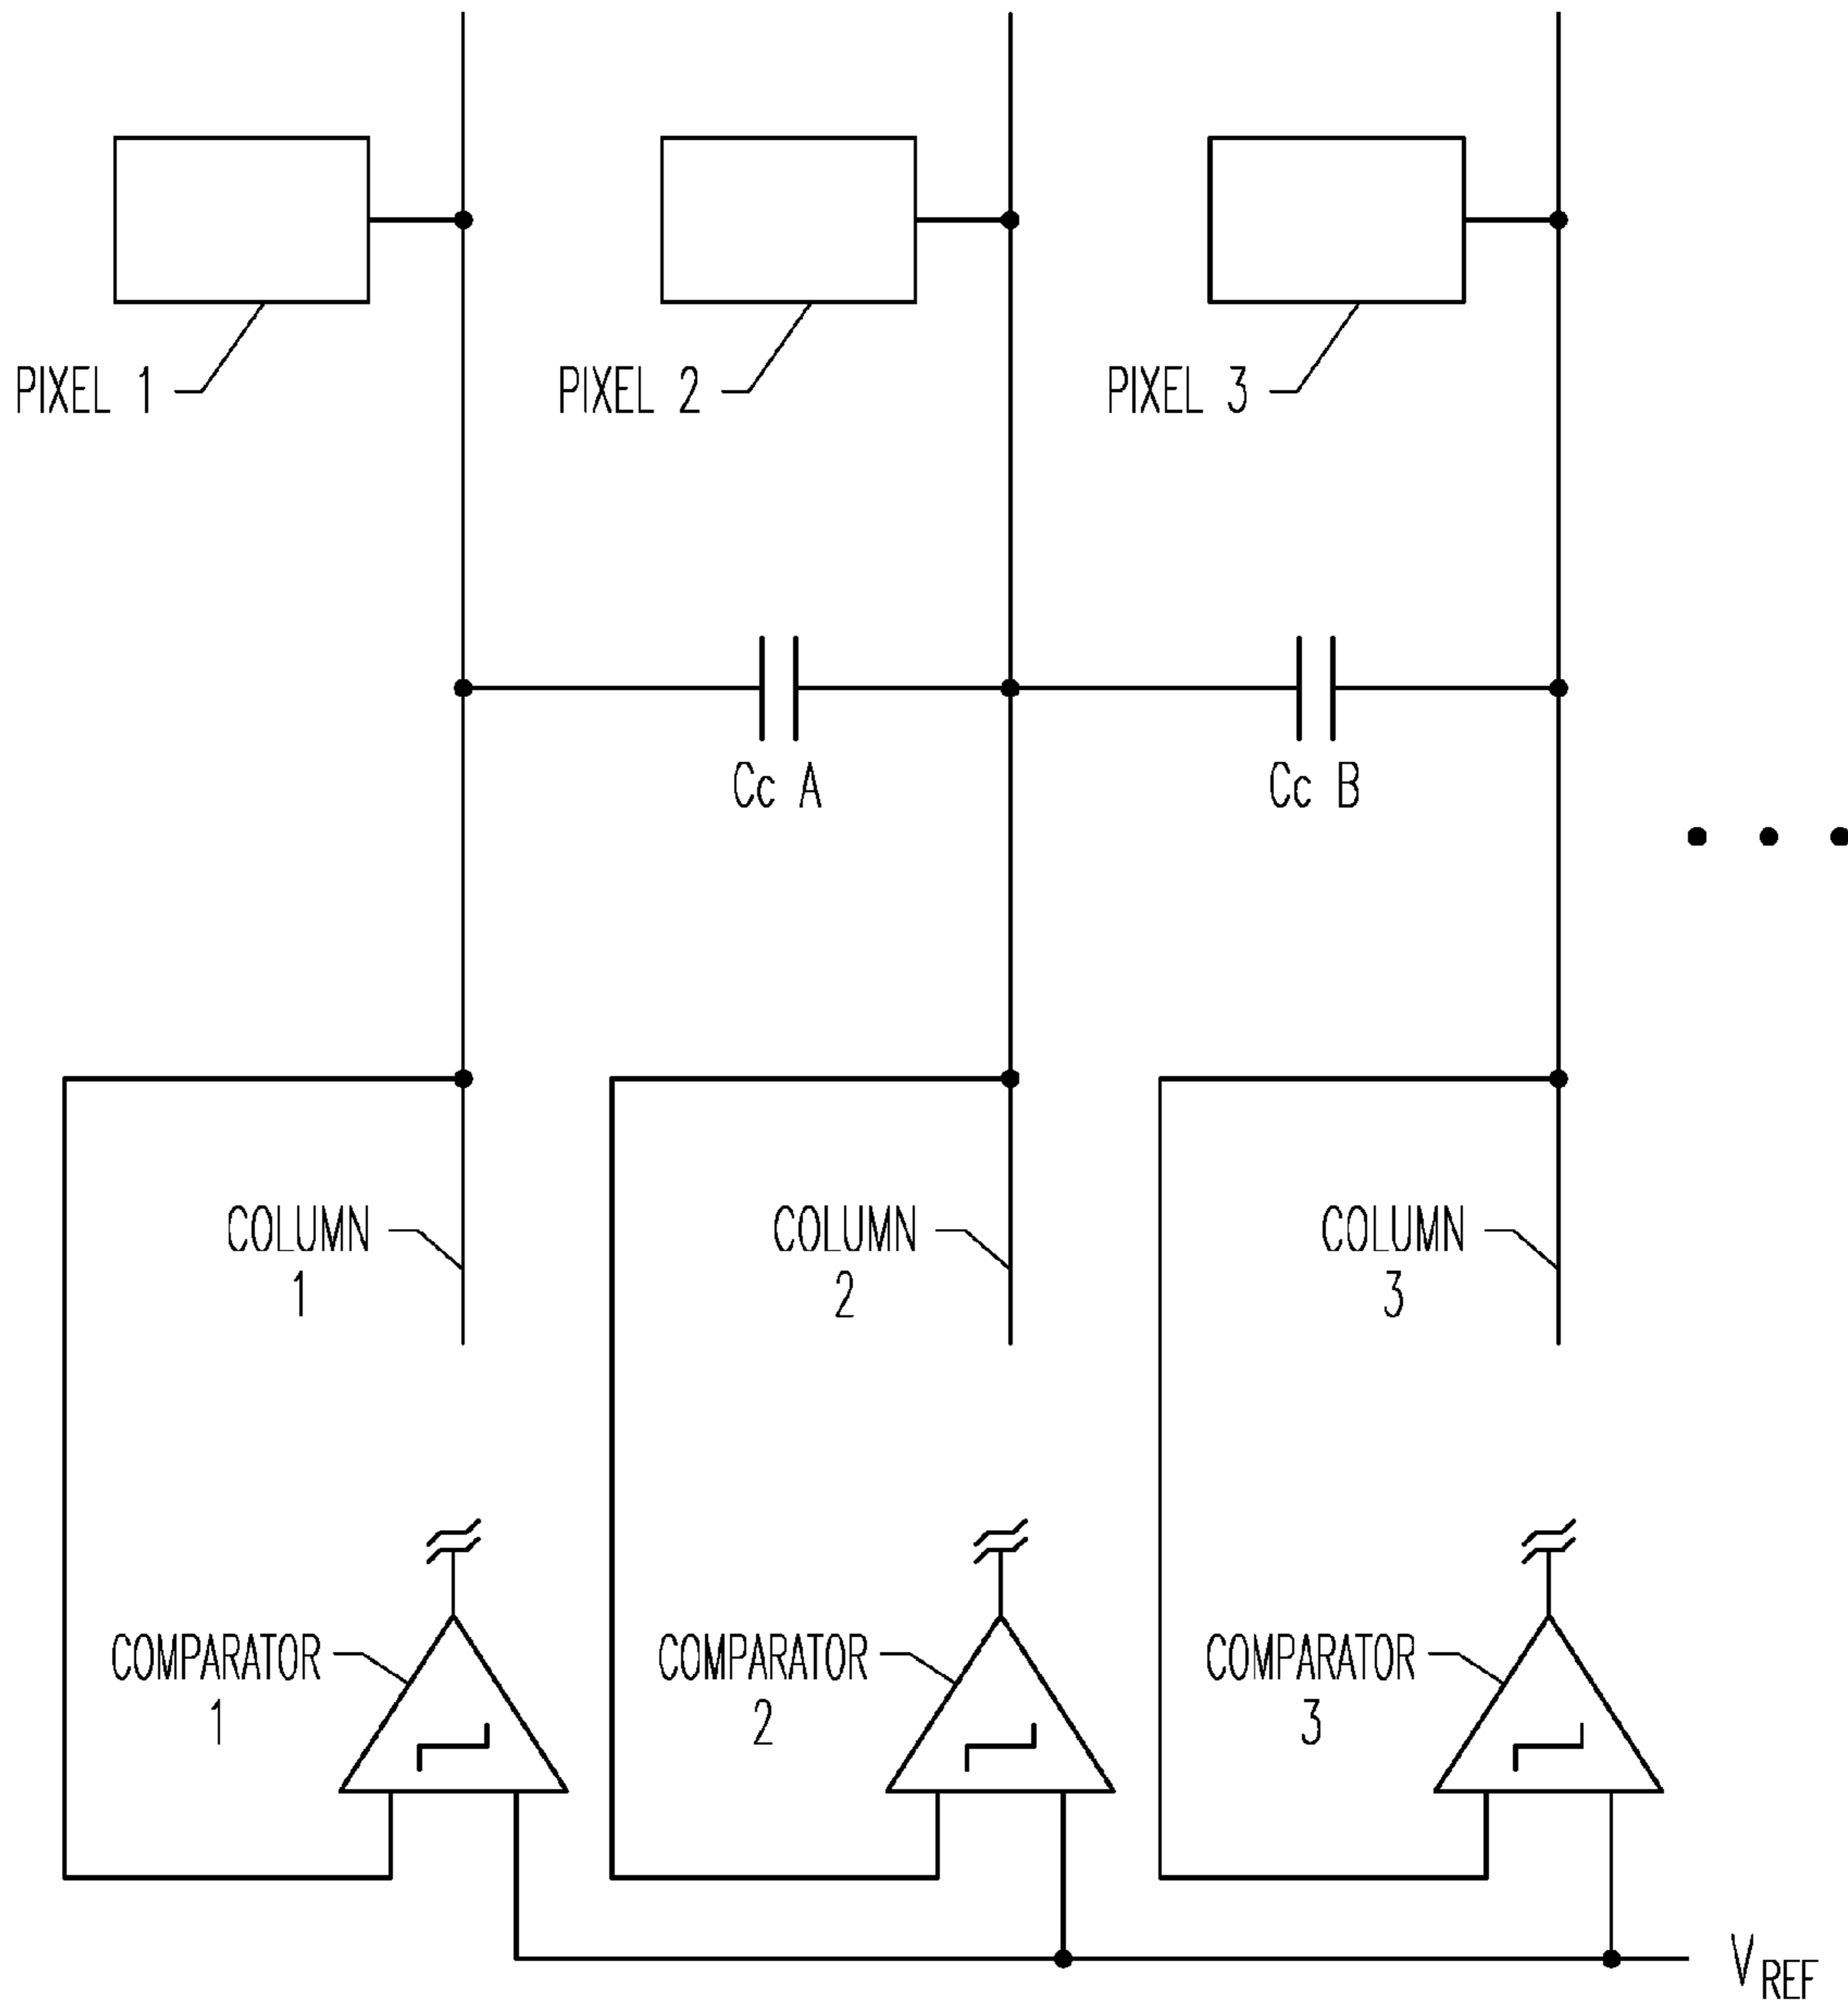 PIXEL 1
PIXEL 2
PIXEL 3
Cc A
Cc B
COLUMN
1
COLUMN
2
COLUMN
3
COMPARATOR
1
COMPARATOR
2
COMPARATOR
3
VREF